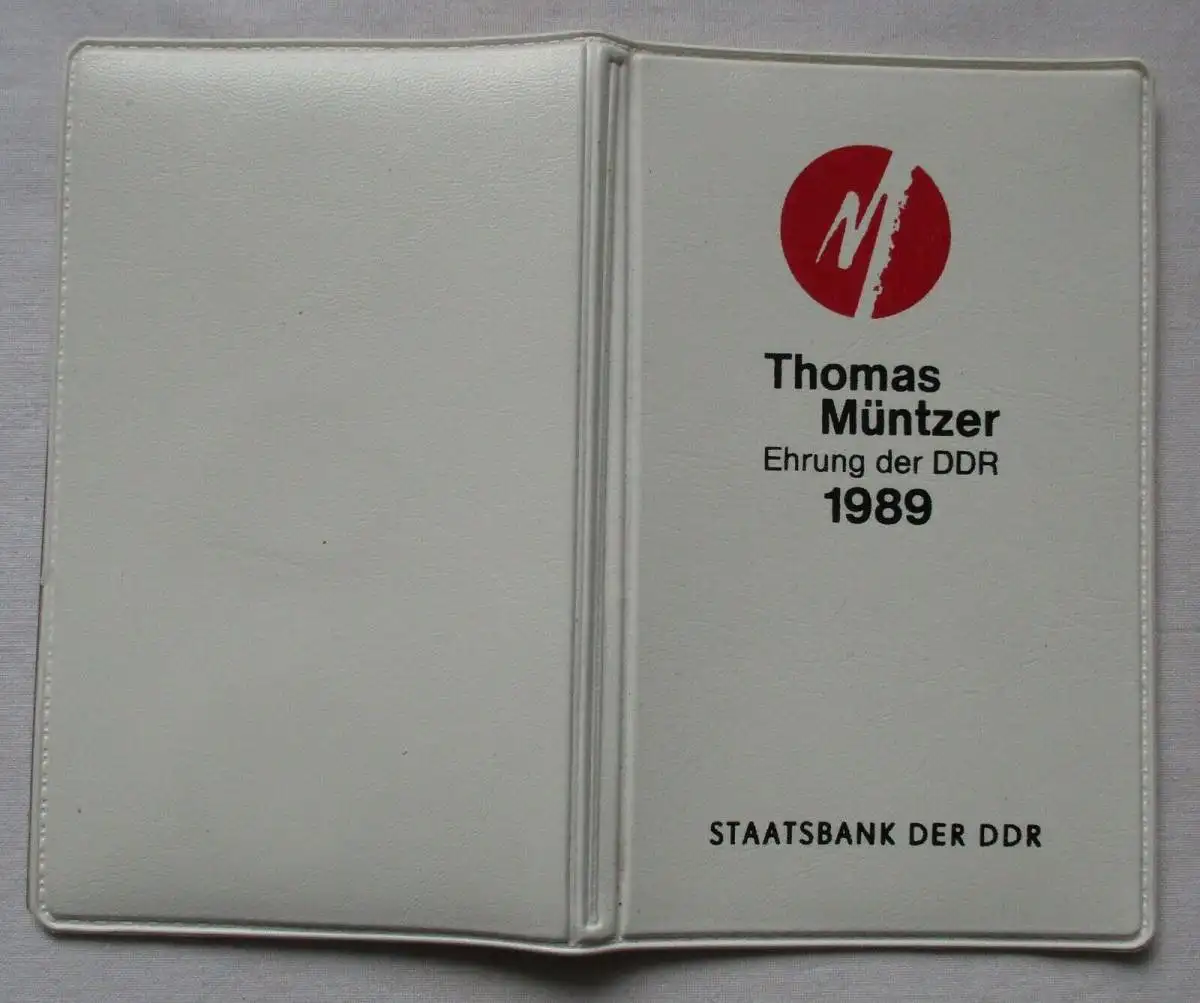 M
Thomas
Müntzer
Ehrung der DDR
1989
STAATSBANK DER DDR